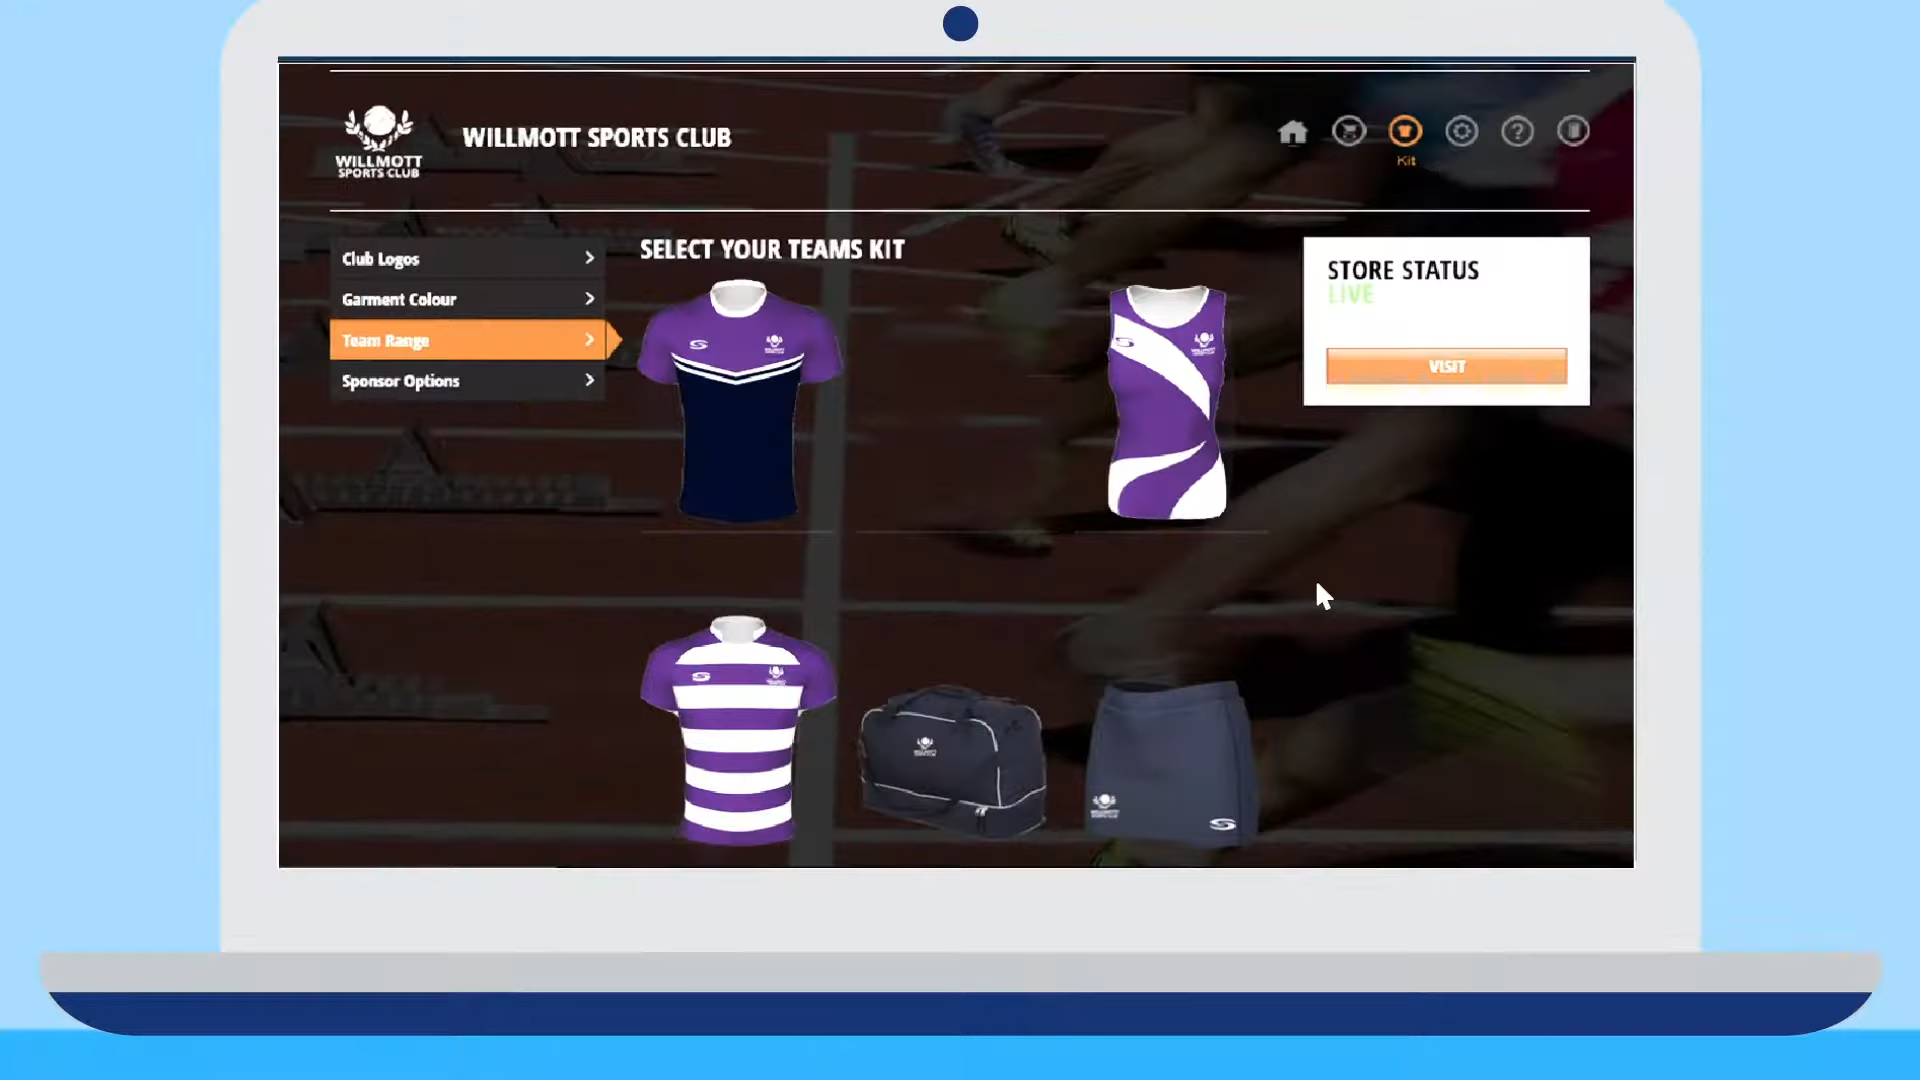 WILLMOTT
SPORTS CLUB
WILLMOTT SPORTS CLUB
Kit
Club Logos
Garment Colour
Team Range
Sponsor Options
SELECT YOUR TEAMS KIT
STORE STATUS
LIVE
VISIT